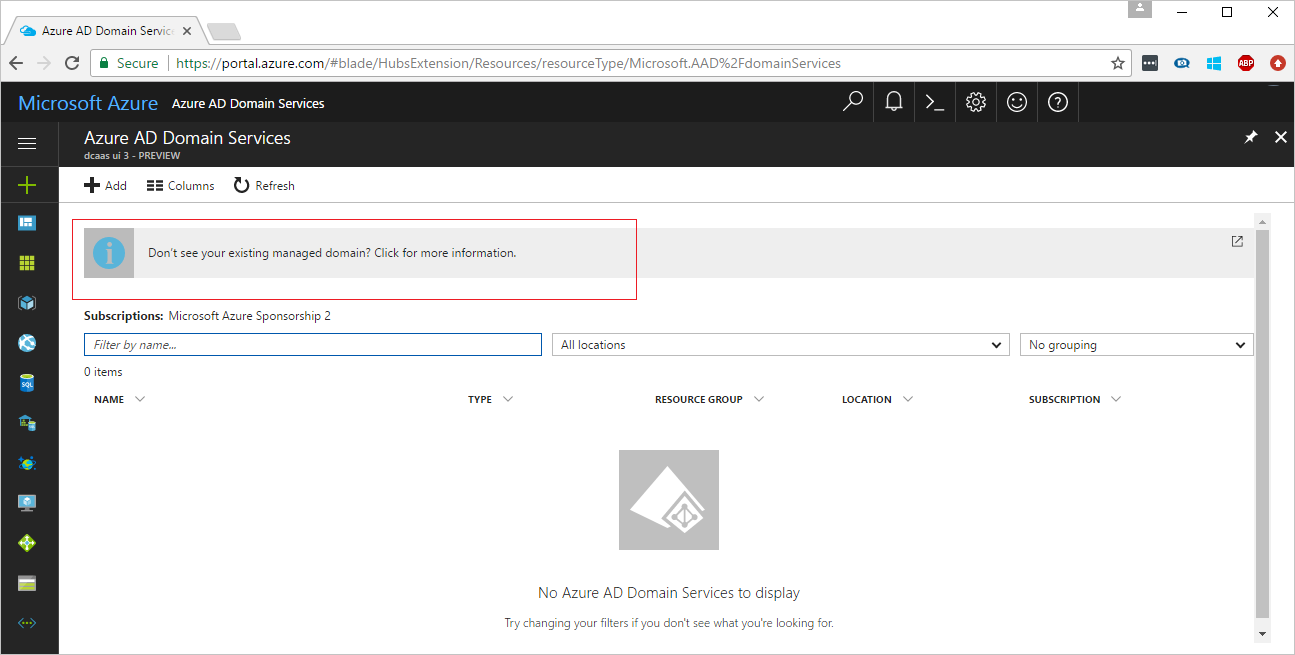 Azure AD Domain Servic
Secure https://portal.azure.com/#blade/HubsExtension/Resources/resourceType/Microsoft.AAD%2FdomainServices
ABP
Microsoft Azure Azure AD Domain Services
Azure AD Domain Services
dcaas ui 3 - PREVIEW
Add Columns Refresh
Don't see your existing managed domain? Click for more information.
Subscriptions: Microsoft Azure Sponsorship 2
Filter by name... All locations No grouping
0 items
NAME TYPE RESOURCE GROUP LOCATION SUBSCRIPTION
SQL
No Azure AD Domain Services to display
Try changing your filters if you don't see what you're looking for.